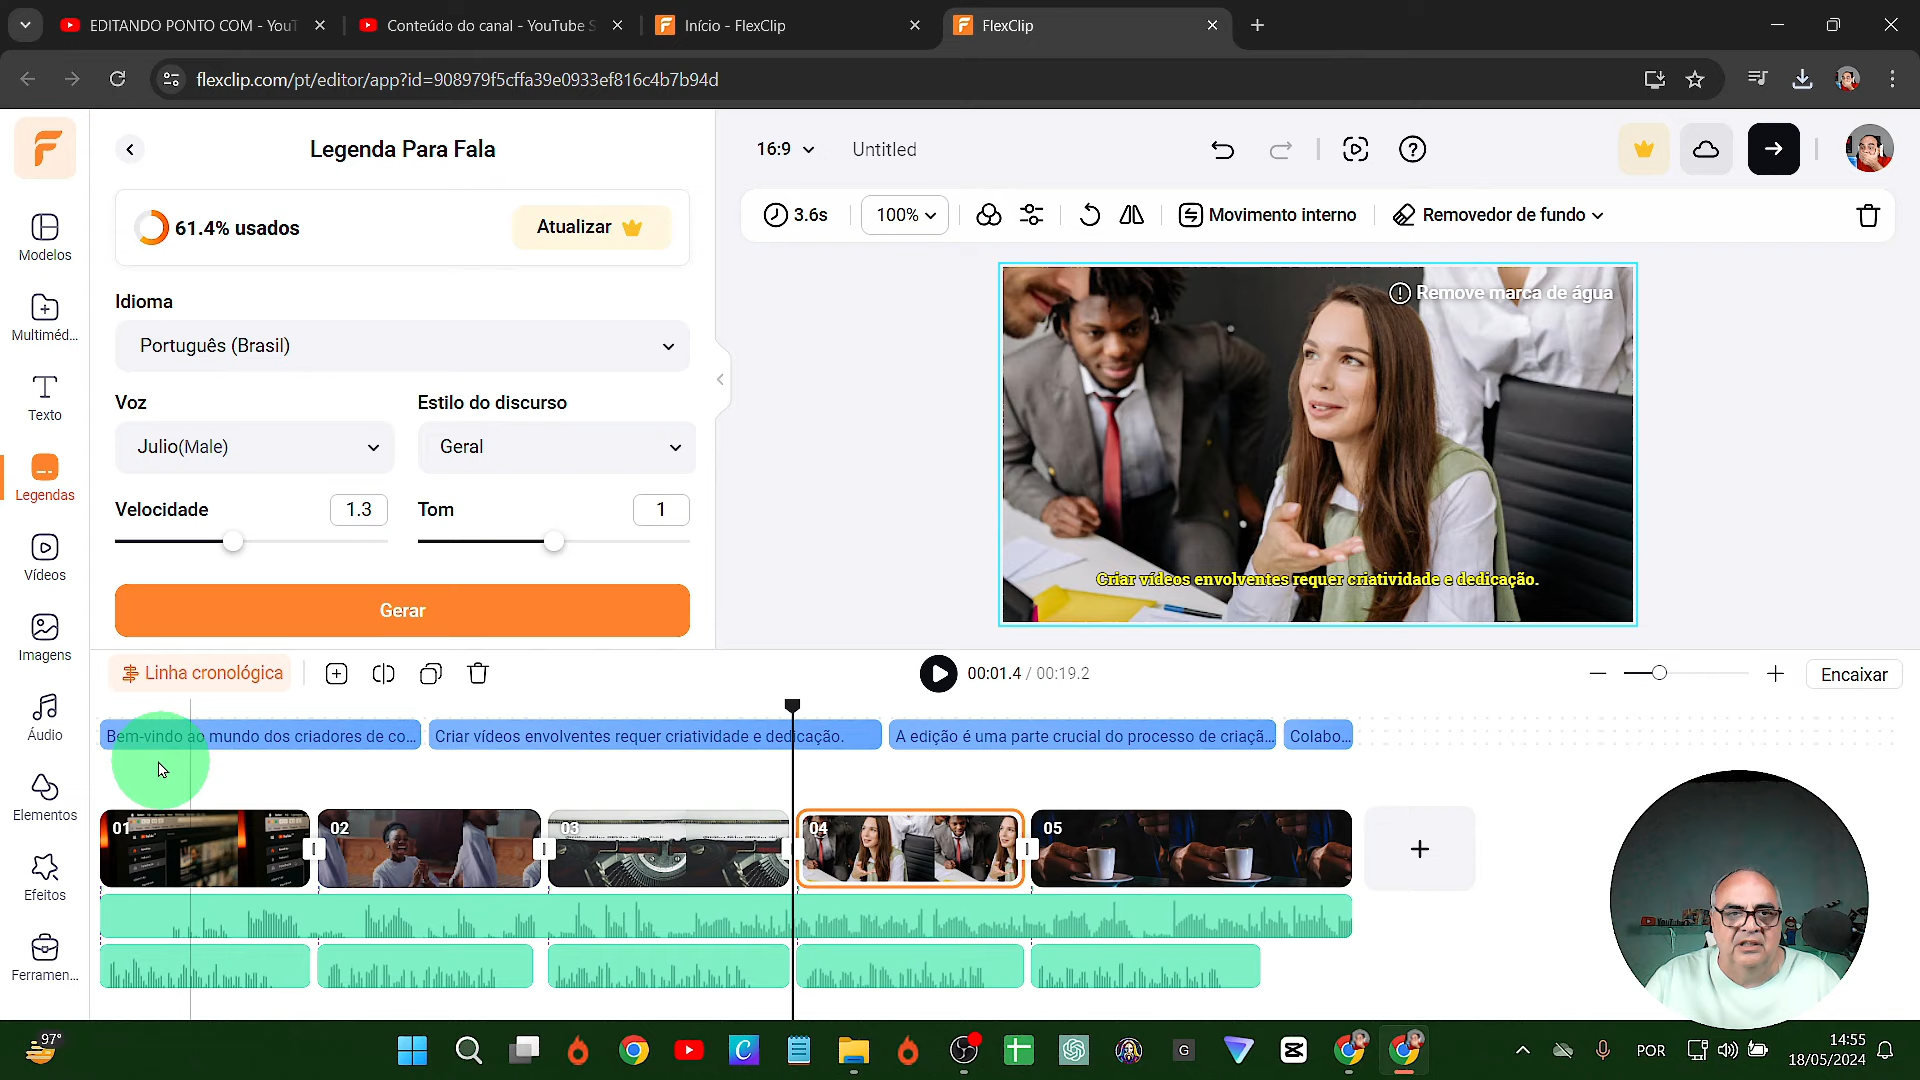 EDITANDO PONTO COM - YouT
Conteúdo do canal - YouTube S
Início - FlexClip
FlexClip
flexclip.com/pt/editor/app?id=908979f5cffa39e0933ef816c4b7b94d
Legenda Para Fala
16:9
Untitled
61.4% usados
Atualizar
3.6s
100%
Movimento interno
Removedor de fundo
Modelos
Multiméd...
Texto
Legendas
Vídeos
Imagens
Áudio
Elementos
Efeitos
Ferramen...
Idioma
Português (Brasil)
Voz
Estilo do discurso
Julio(Male)
Geral
Velocidade
1.3
Tom
1
Gerar
Remove marca de água
Criar vídeos envolventes requer criatividade e dedicação.
Linha cronológica
00:01.4 / 00:19.2
Encaixar
Bem-vindo ao mundo dos criadores de co...
Criar vídeos envolventes requer criatividade e dedicação.
A edição é uma parte crucial do processo de criaçã...
Colabo...
01
02
03
04
05
97°
POR
14:55
18/05/2024